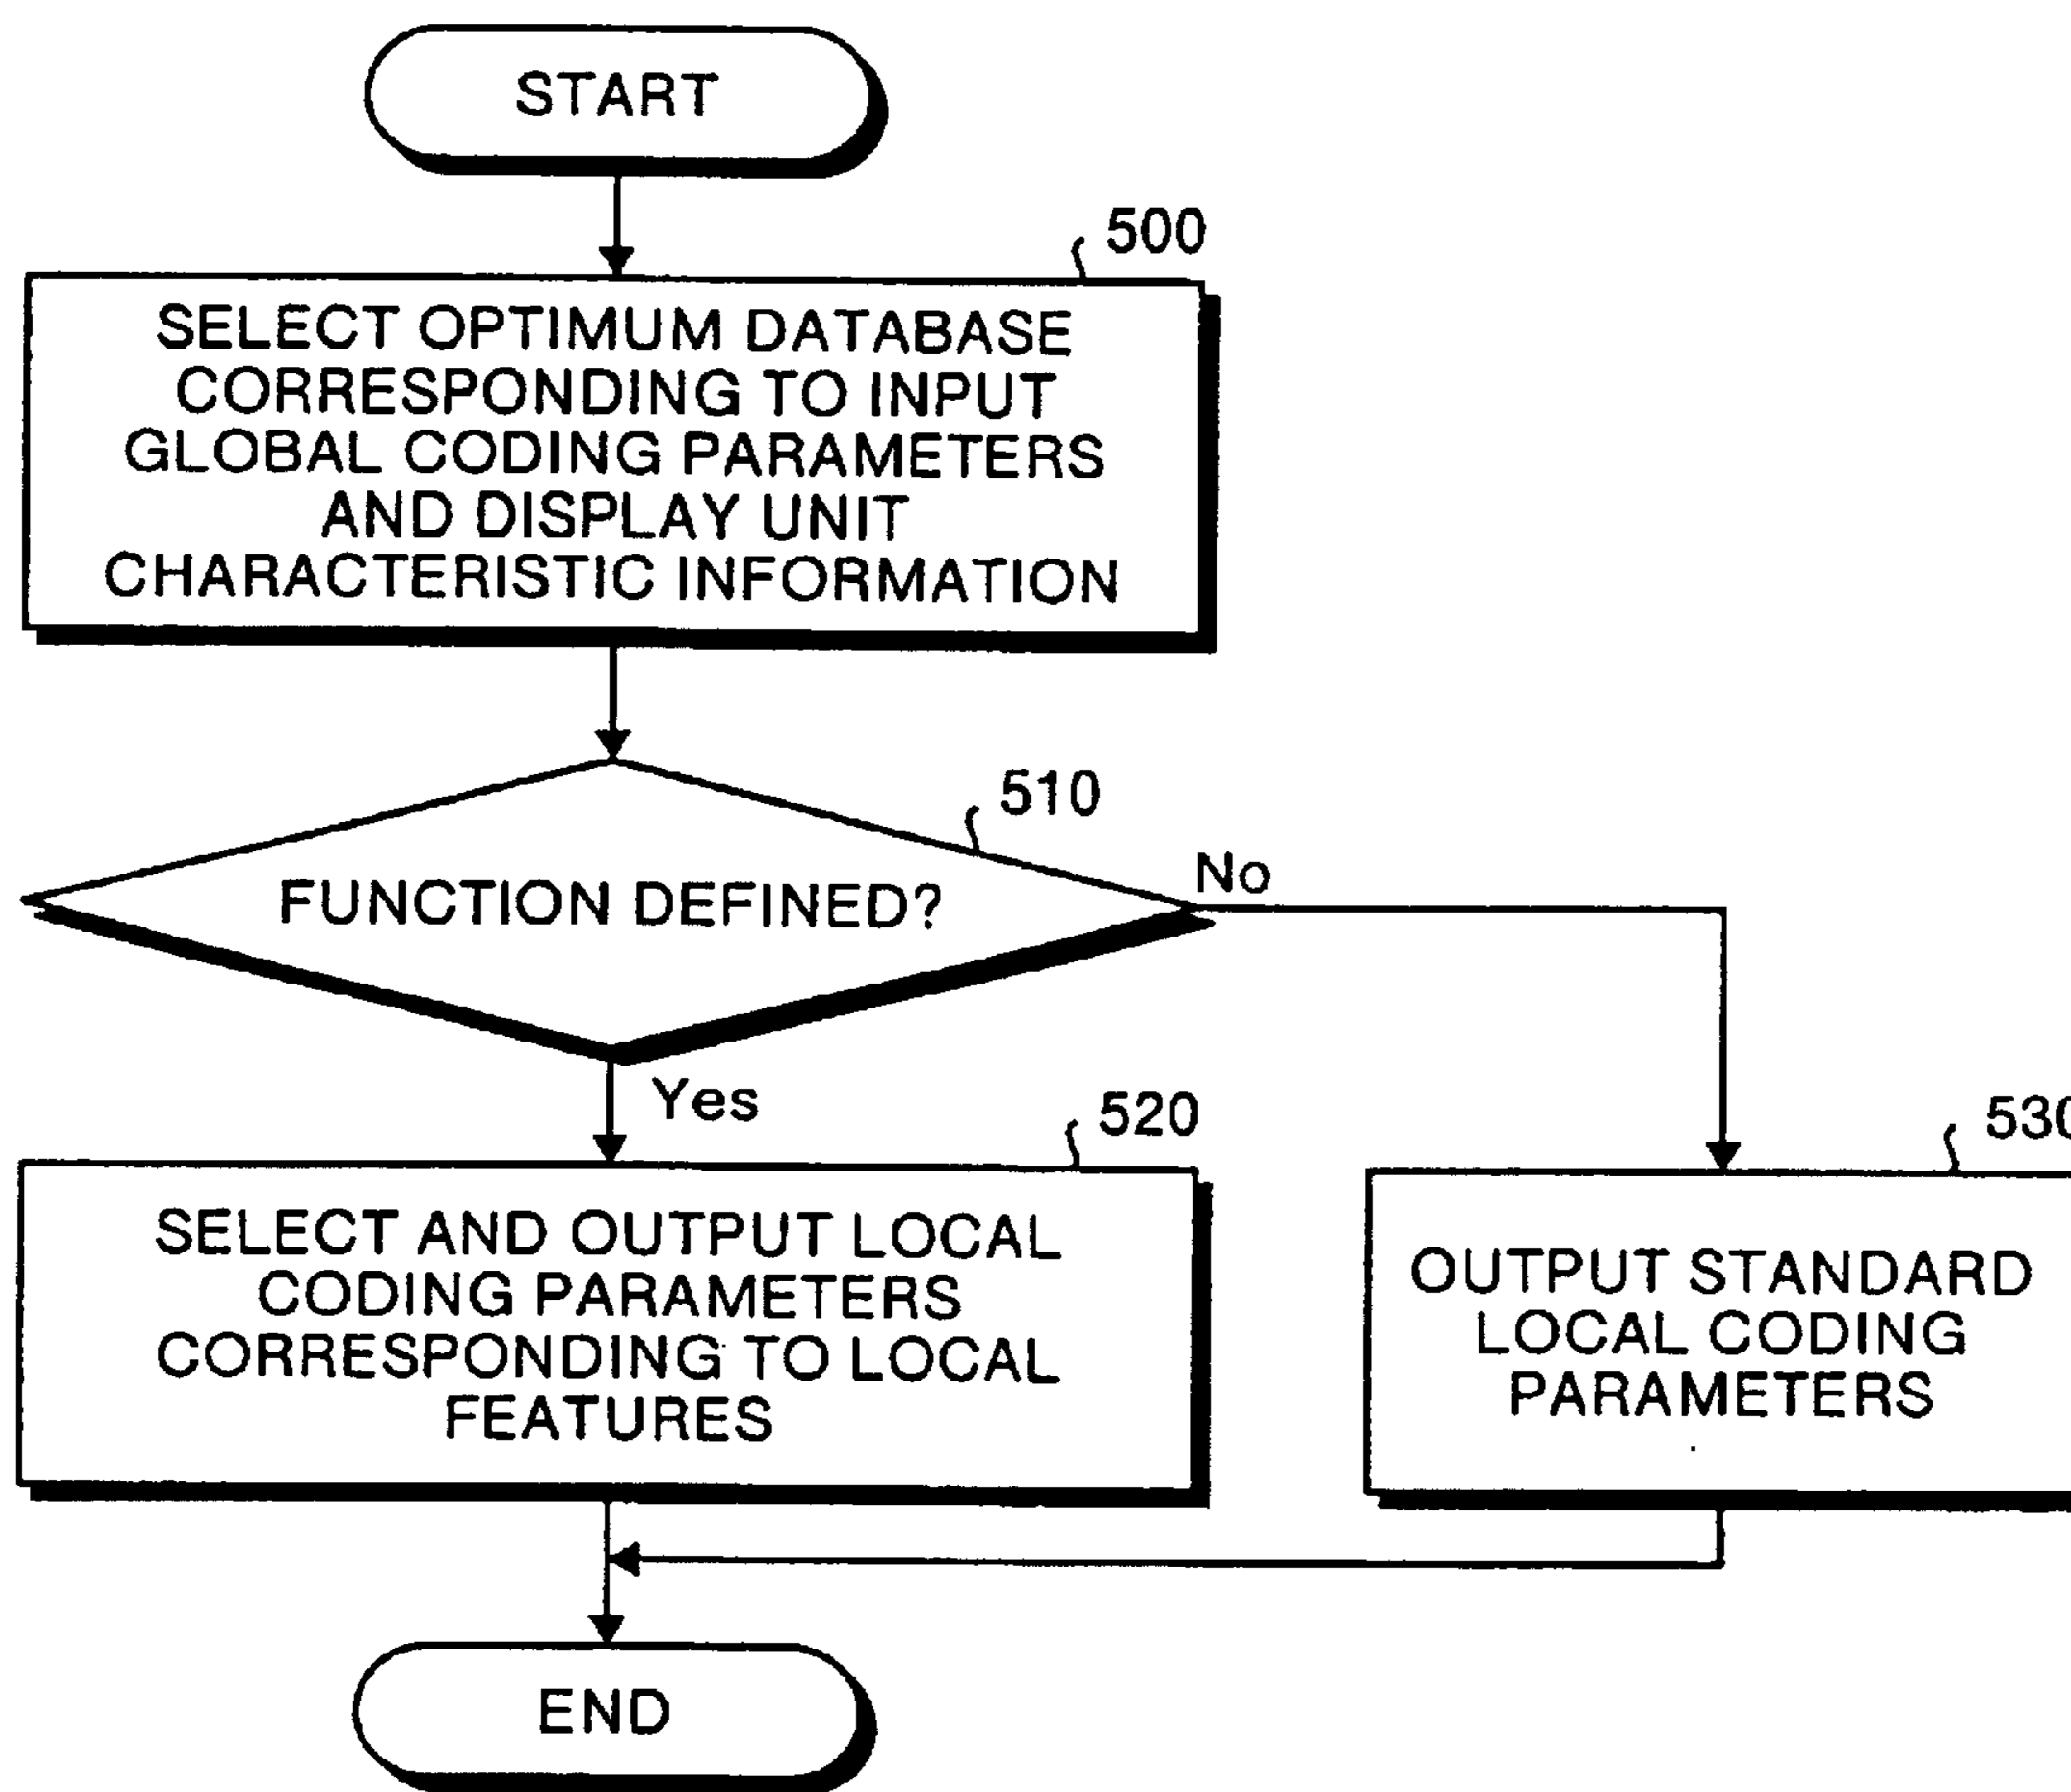 START
500
SELECT OPTIMUM DATABASE
CORRESPONDING TO INPUT
GLOBAL CODING PARAMETERS
AND DISPLAY UNIT
CHARACTERISTIC INFORMATION
510
FUNCTION DEFINED?
No
Yes
520
SELECT AND OUTPUT LOCAL
CODING PARAMETERS
CORRESPONDING TO LOCAL
FEATURES
530
OUTPUT STANDARD
LOCAL CODING
PARAMETERS
END